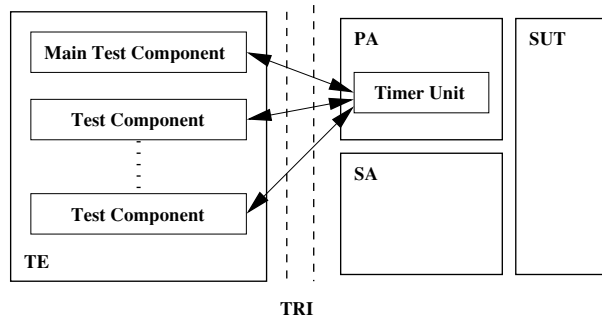 Main Test Component
Test Component
Test Component
TE
TRI
PA
Timer Unit
SA
SUT